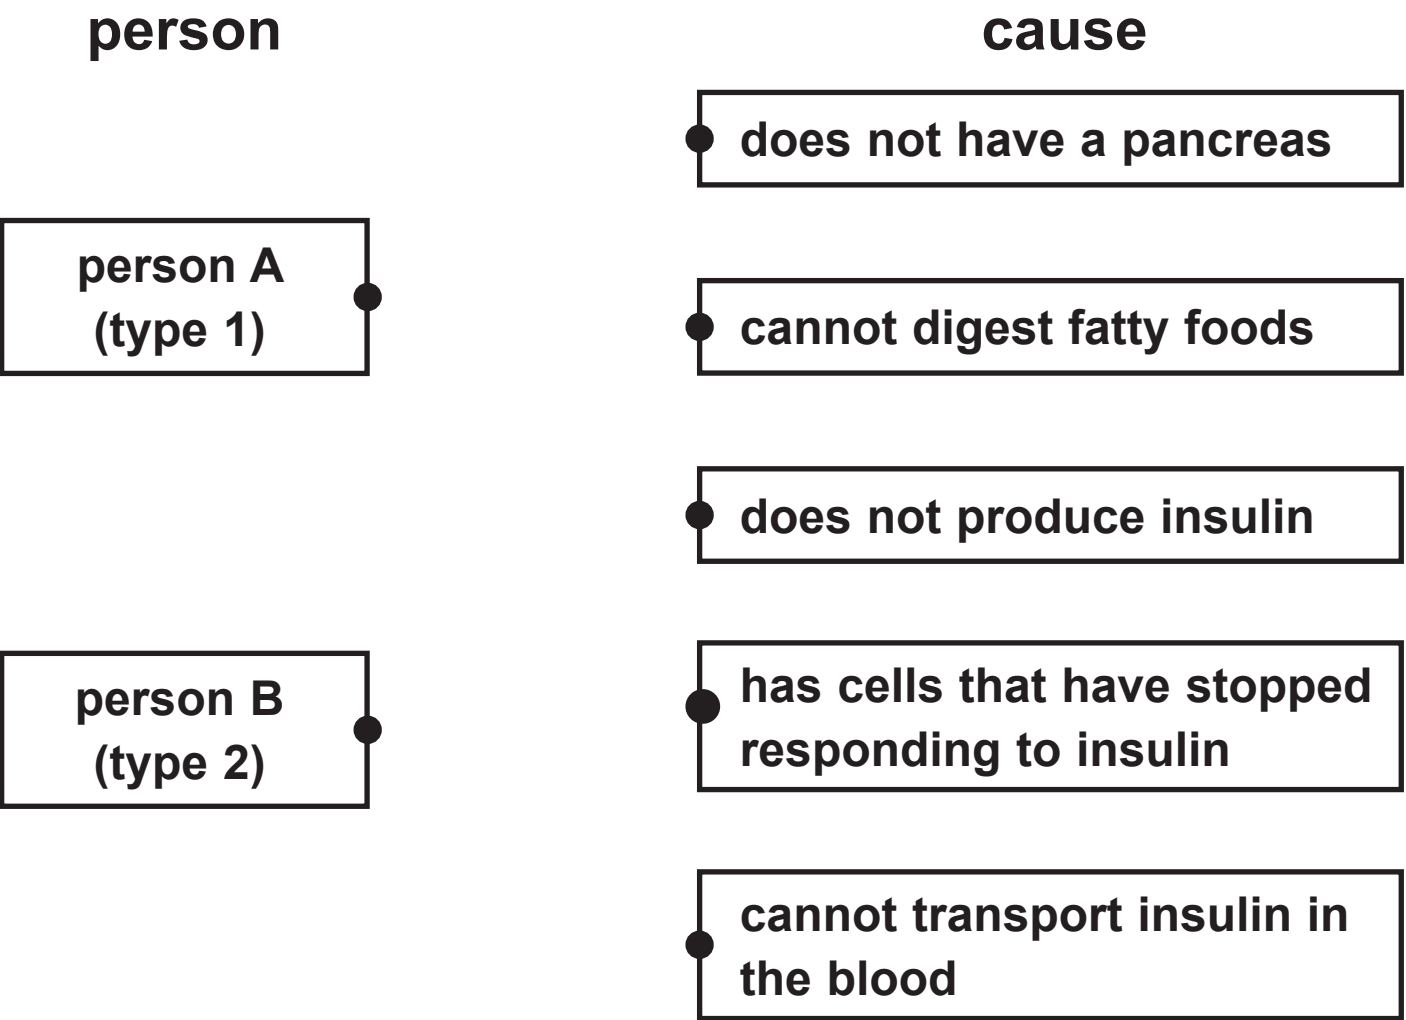 person
cause
does not have a pancreas
person A
(type 1)
cannot digest fatty foods
does not produce insulin
person B
(type 2)
has cells that have stopped
responding to insulin
cannot transport insulin in
the blood